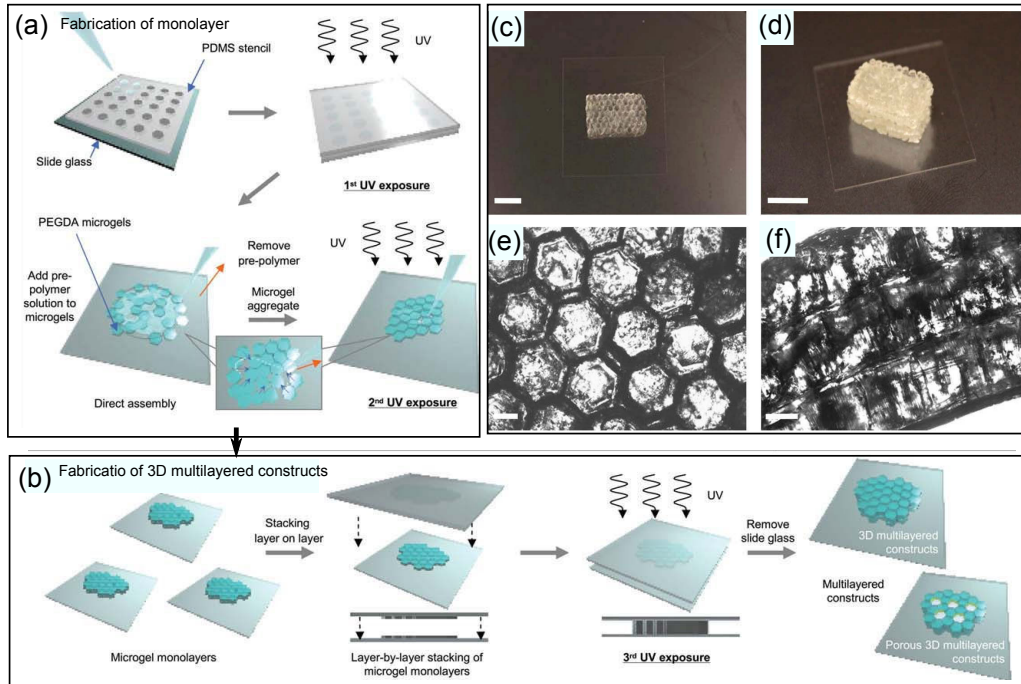 (a)
Fabrication of monolayer
PDMS stencil
UV
Slide glass
1st UV exposure
PEGDA microgels
Add pre-
polymer
solution to
microgels
Remove
pre-polymer
Microgel
aggregate
UV
Direct assembly
2nd UV exposure
(c)
(d)
(e)
(f)
(b)
Fabricatio of 3D multilayered constructs
Stacking
layer on layer
UV
Remove
slide glass
3D multilayered
constructs
Multilayered
constructs
Porous 3D multilayered
constructs
Microgel monolayers
Layer-by-layer stacking of
microgel monolayers
3rd UV exposure